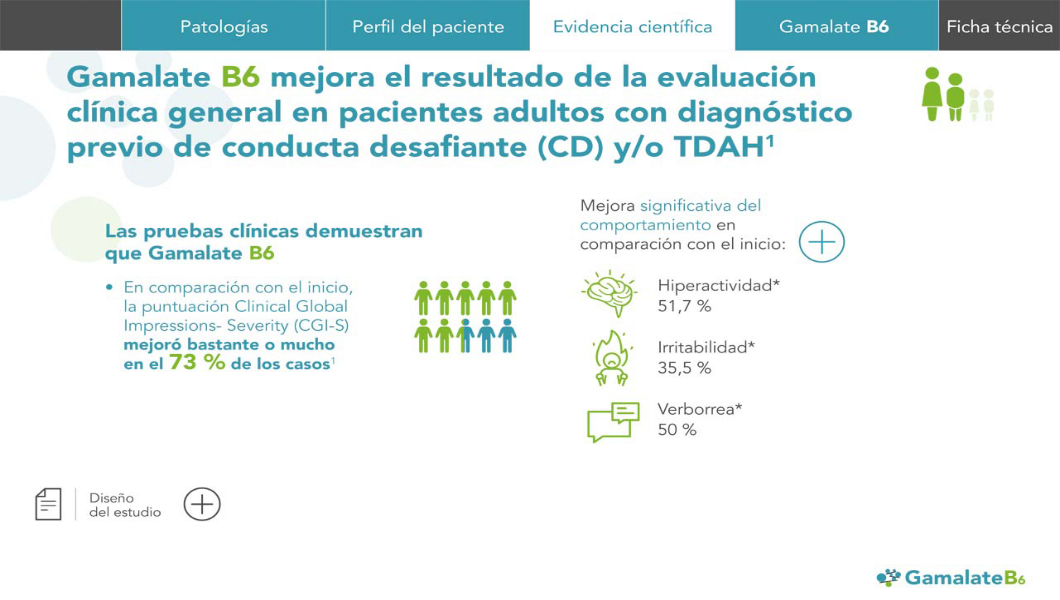 Patologías
Perfil del paciente
Evidencia científica
Gamalate B6
Ficha técnica
Gamalate B6 mejora el resultado de la evaluación
clínica general en pacientes adultos con diagnóstico
previo de conducta desafiante (CD) y/o TDAH¹
Las pruebas clínicas demuestran
que Gamalate B6
• En comparación con el inicio,
la puntuación Clinical Global
Impressions- Severity (CGI-S)
mejoró bastante o mucho
en el 73 % de los casos¹
Mejora significativa del
comportamiento en
comparación con el inicio:
Hiperactividad*
51,7 %
Irritabilidad*
35,5 %
Verborrea*
50 %
Diseño
del estudio
GamalateB6